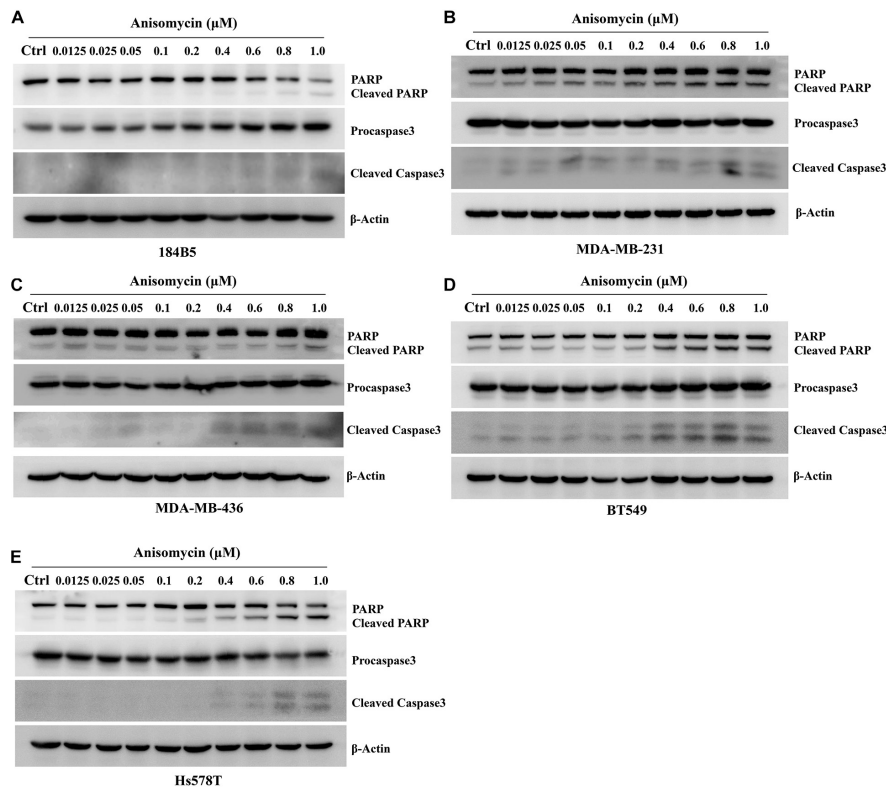 A
Anisomycin (μM)
Ctrl 0.0125 0.025 0.05 0.1 0.2 0.4 0.6 0.8 1.0
PARP
Cleaved PARP
Procaspase3
Cleaved Caspase3
β-Actin
184B5
B
Anisomycin (μM)
Ctrl 0.0125 0.025 0.05 0.1 0.2 0.4 0.6 0.8 1.0
PARP
Cleaved PARP
Procaspase3
Cleaved Caspase3
β-Actin
MDA-MB-231
C
Anisomycin (μM)
Ctrl 0.0125 0.025 0.05 0.1 0.2 0.4 0.6 0.8 1.0
PARP
Cleaved PARP
Procaspase3
Cleaved Caspase3
β-Actin
MDA-MB-436
D
Anisomycin (μM)
Ctrl 0.0125 0.025 0.05 0.1 0.2 0.4 0.6 0.8 1.0
PARP
Cleaved PARP
Procaspase3
Cleaved Caspase3
β-Actin
BT549
E
Anisomycin (μM)
Ctrl 0.0125 0.025 0.05 0.1 0.2 0.4 0.6 0.8 1.0
PARP
Cleaved PARP
Procaspase3
Cleaved Caspase3
β-Actin
Hs578T